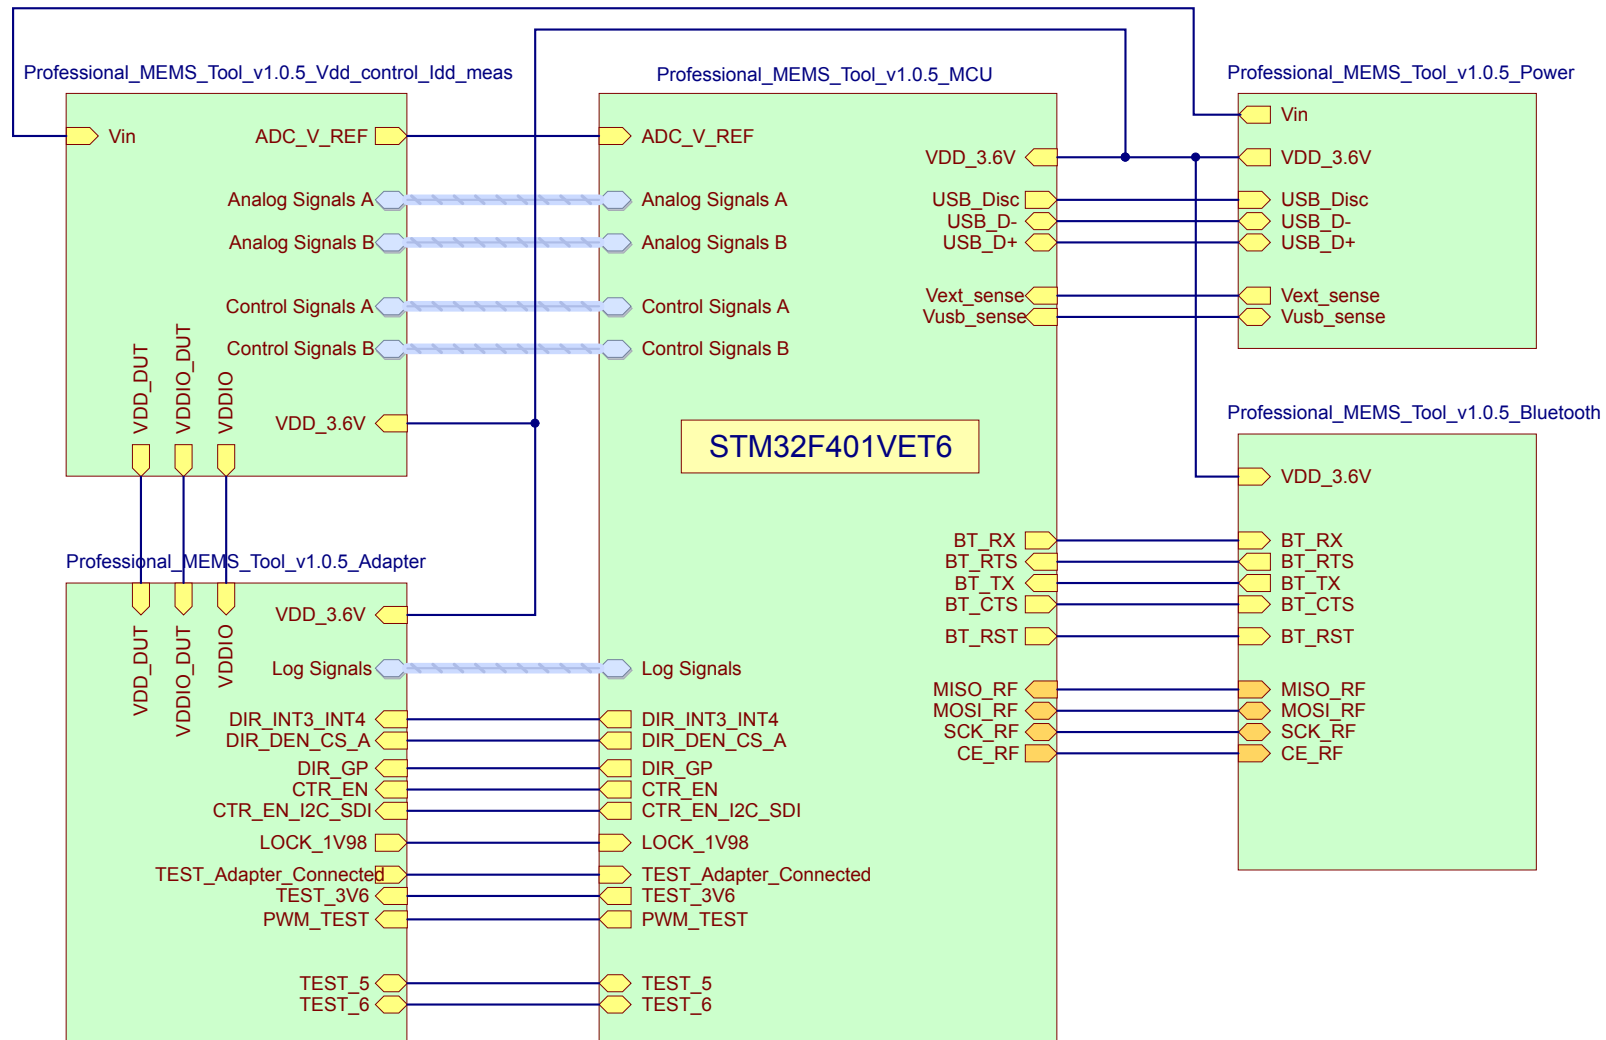 Professional_MEMS_Tool_v1.0.5_Vdd_control_Idd_meas
Vin
ADC_V_REF
Analog Signals A
Analog Signals B
Control Signals A
Control Signals B
VDD_3.6V
VDD_DUT
VDDIO_DUT
VDDIO
Professional_MEMS_Tool_v1.0.5_Adapter
VDD_DUT
VDDIO_DUT
VDDIO
VDD_3.6V
Log Signals
DIR_INT3_INT4
DIR_DEN_CS_A
DIR_GP
CTR_EN
CTR_EN_I2C_SDI
LOCK_1V98
TEST_Adapter_Connected
TEST_3V6
PWM_TEST
TEST_5
TEST_6
Professional_MEMS_Tool_v1.0.5_MCU
ADC_V_REF
Analog Signals A
Analog Signals B
Control Signals A
Control Signals B
STM32F401VET6
Log Signals
DIR_INT3_INT4
DIR_DEN_CS_A
DIR_GP
CTR_EN
CTR_EN_I2C_SDI
LOCK_1V98
TEST_Adapter_Connected
TEST_3V6
PWM_TEST
TEST_5
TEST_6
VDD_3.6V
USB_Disc
USB_D-
USB_D+
Vext_sense
Vusb_sense
BT_RX
BT_RTS
BT_TX
BT_CTS
BT_RST
MISO_RF
MOSI_RF
SCK_RF
CE_RF
Professional_MEMS_Tool_v1.0.5_Power
Vin
VDD_3.6V
USB_Disc
USB_D-
USB_D+
Vext_sense
Vusb_sense
Professional_MEMS_Tool_v1.0.5_Bluetooth
VDD_3.6V
BT_RX
BT_RTS
BT_TX
BT_CTS
BT_RST
MISO_RF
MOSI_RF
SCK_RF
CE_RF